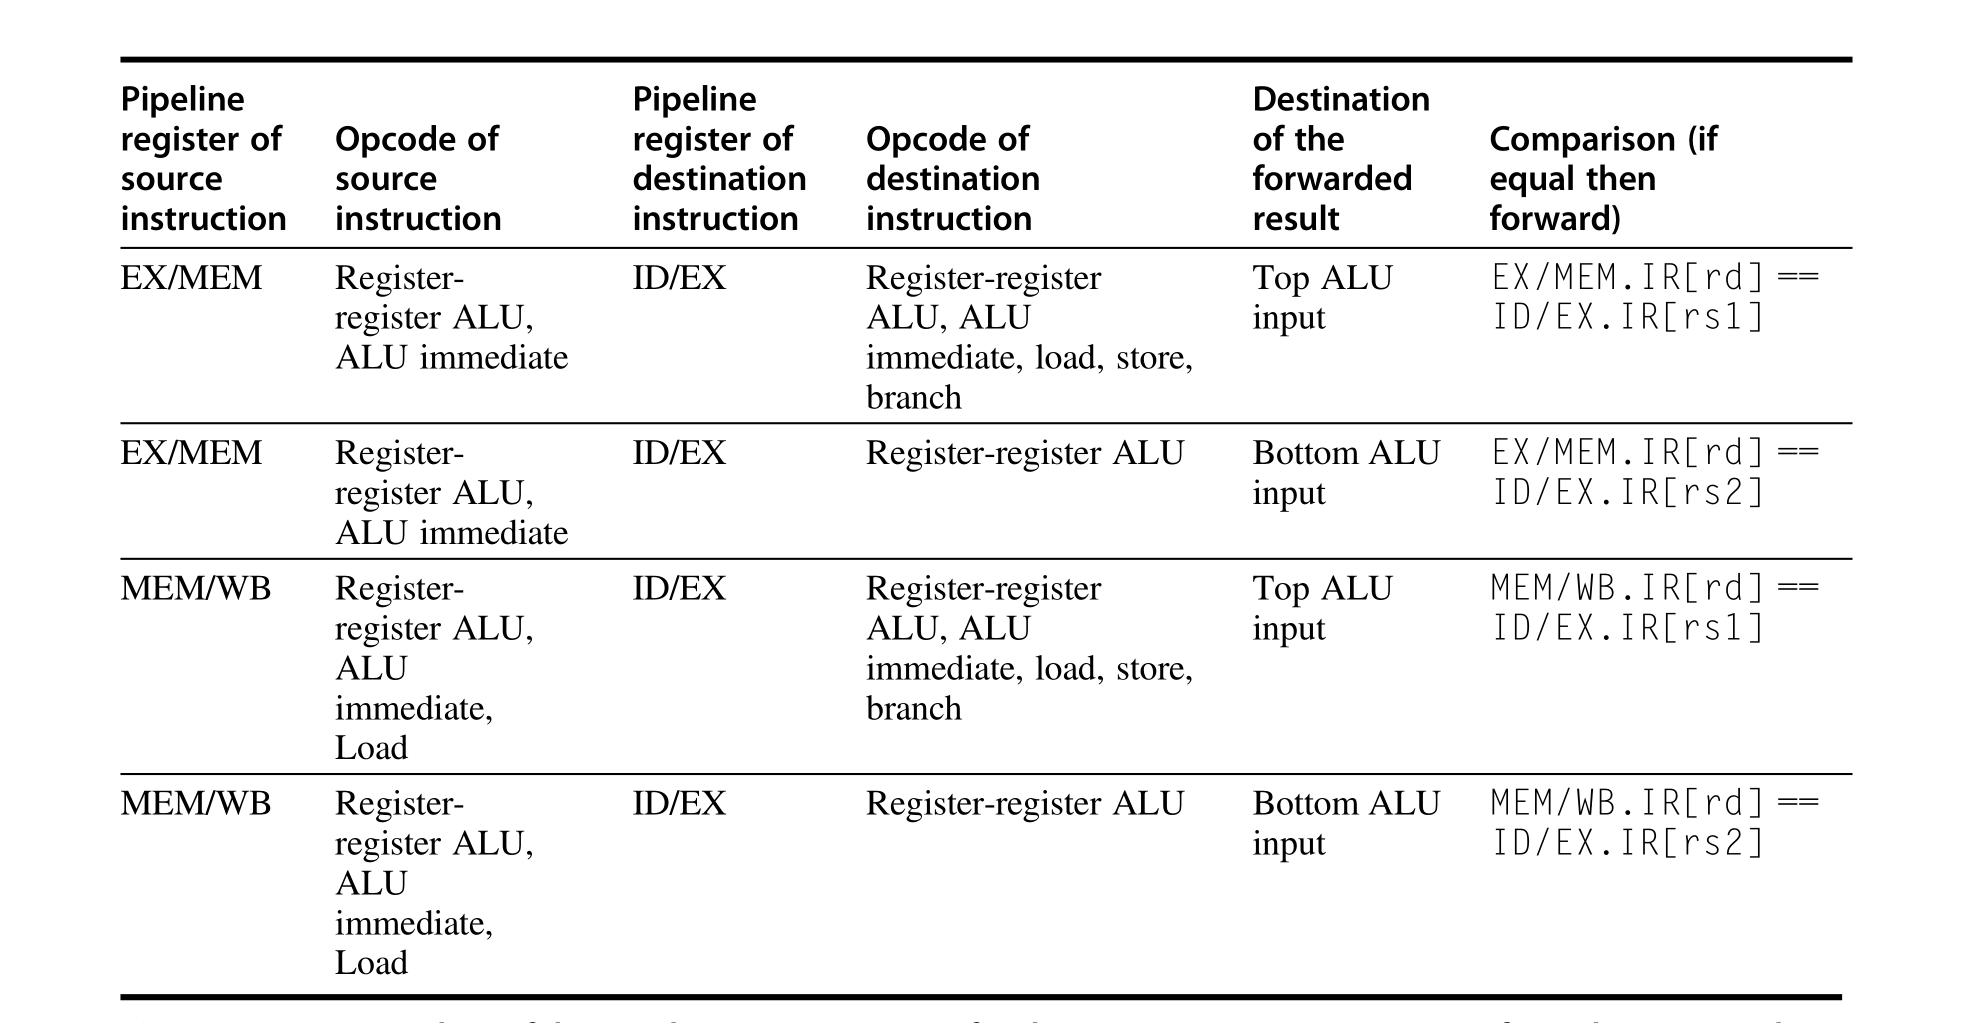 Pipeline register of source instruction
Opcode of source instruction
Pipeline register of destination instruction
Opcode of destination instruction
Destination of the forwarded result
Comparison (if equal then forward)
EX/MEM
Register-
register ALU,
ALU immediate
ID/EX
Register-register
ALU, ALU
immediate, load, store,
branch
Top ALU
input
EX/MEM.IR[rd] ==
ID/EX.IR[rs1]
EX/MEM
Register-
register ALU,
ALU immediate
ID/EX
Register-register ALU
Bottom ALU
input
EX/MEM.IR[rd] ==
ID/EX.IR[rs2]
MEM/WB
Register-
register ALU,
ALU
immediate,
Load
ID/EX
Register-register
ALU, ALU
immediate, load, store,
branch
Top ALU
input
MEM/WB.IR[rd] ==
ID/EX.IR[rs1]
MEM/WB
Register-
register ALU,
ALU
immediate,
Load
ID/EX
Register-register ALU
Bottom ALU
input
MEM/WB.IR[rd] ==
ID/EX.IR[rs2]